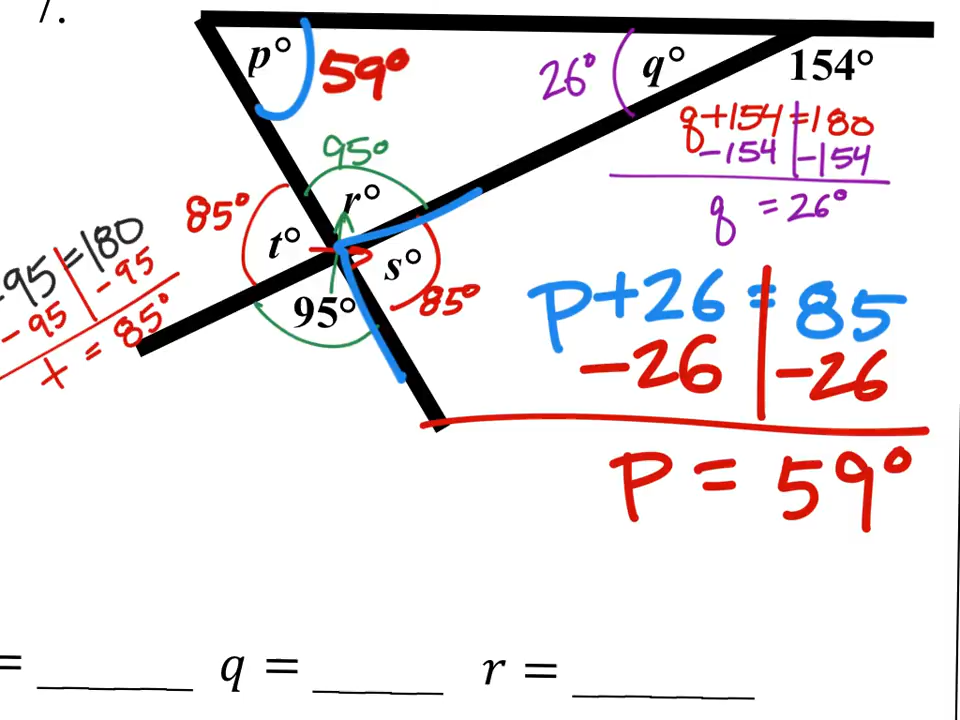 7.
p° 59° 26° q° 154°
q+154=180
-154 -154
q = 26°
95°
85° r°
t° s°
95° 85°
-95=180
-95 -95
t = 85°
p+26 = 85
-26 -26
p = 59°
= ______ q = ______ r = ______